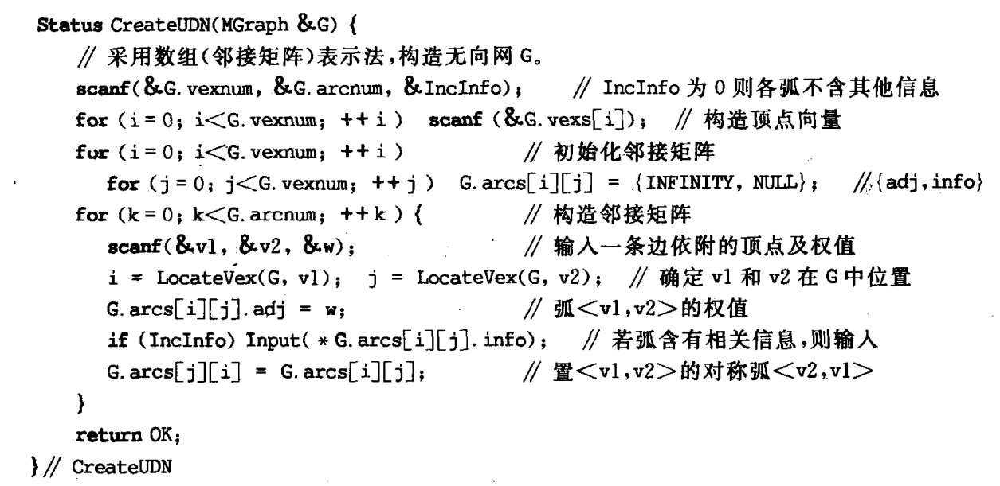 Status CreateUDN(MGraph &G) {
// 采用数组(邻接矩阵)表示法,构造无向网 G。
scanf(&G.vexnum, &G.arcnum, &IncInfo); // IncInfo 为 0 则各弧不含其他信息
for (i=0; i<G.vexnum; ++i) scanf (&G.vexs[i]); // 构造顶点向量
for (i=0; i<G.vexnum; ++i) // 初始化邻接矩阵
for (j=0; j<G.vexnum; ++j) G.arcs[i][j] = {INFINITY, NULL}; //{adj,info}
for (k=0; k<G.arcnum; ++k) { // 构造邻接矩阵
scanf(&v1, &v2, &w); // 输入一条边依附的顶点及权值
i = LocateVex(G, v1); j = LocateVex(G, v2); // 确定 v1 和 v2 在 G 中位置
G.arcs[i][j].adj = w; // 弧<v1,v2>的权值
if (IncInfo) Input( * G.arcs[i][j].info); // 若弧含有相关信息,则输入
G.arcs[j][i] = G.arcs[i][j]; // 置<v1,v2>的对称弧<v2,v1>
}
return OK;
} // CreateUDN